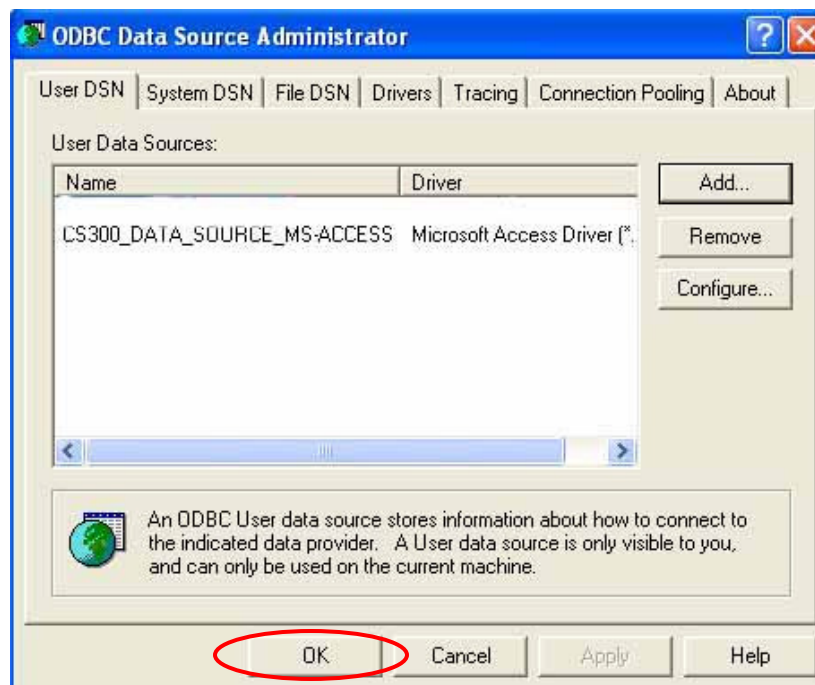 ODBC Data Source Administrator
User DSN System DSN File DSN Drivers Tracing Connection Pooling About
User Data Sources:
Name Driver Add...
CS300_DATA_SOURCE_MS-ACCESS Microsoft Access Driver (*. Remove
Configure...
An ODBC User data source stores information about how to connect to
the indicated data provider. A User data source is only visible to you,
and can only be used on the current machine.
OK Cancel Apply Help